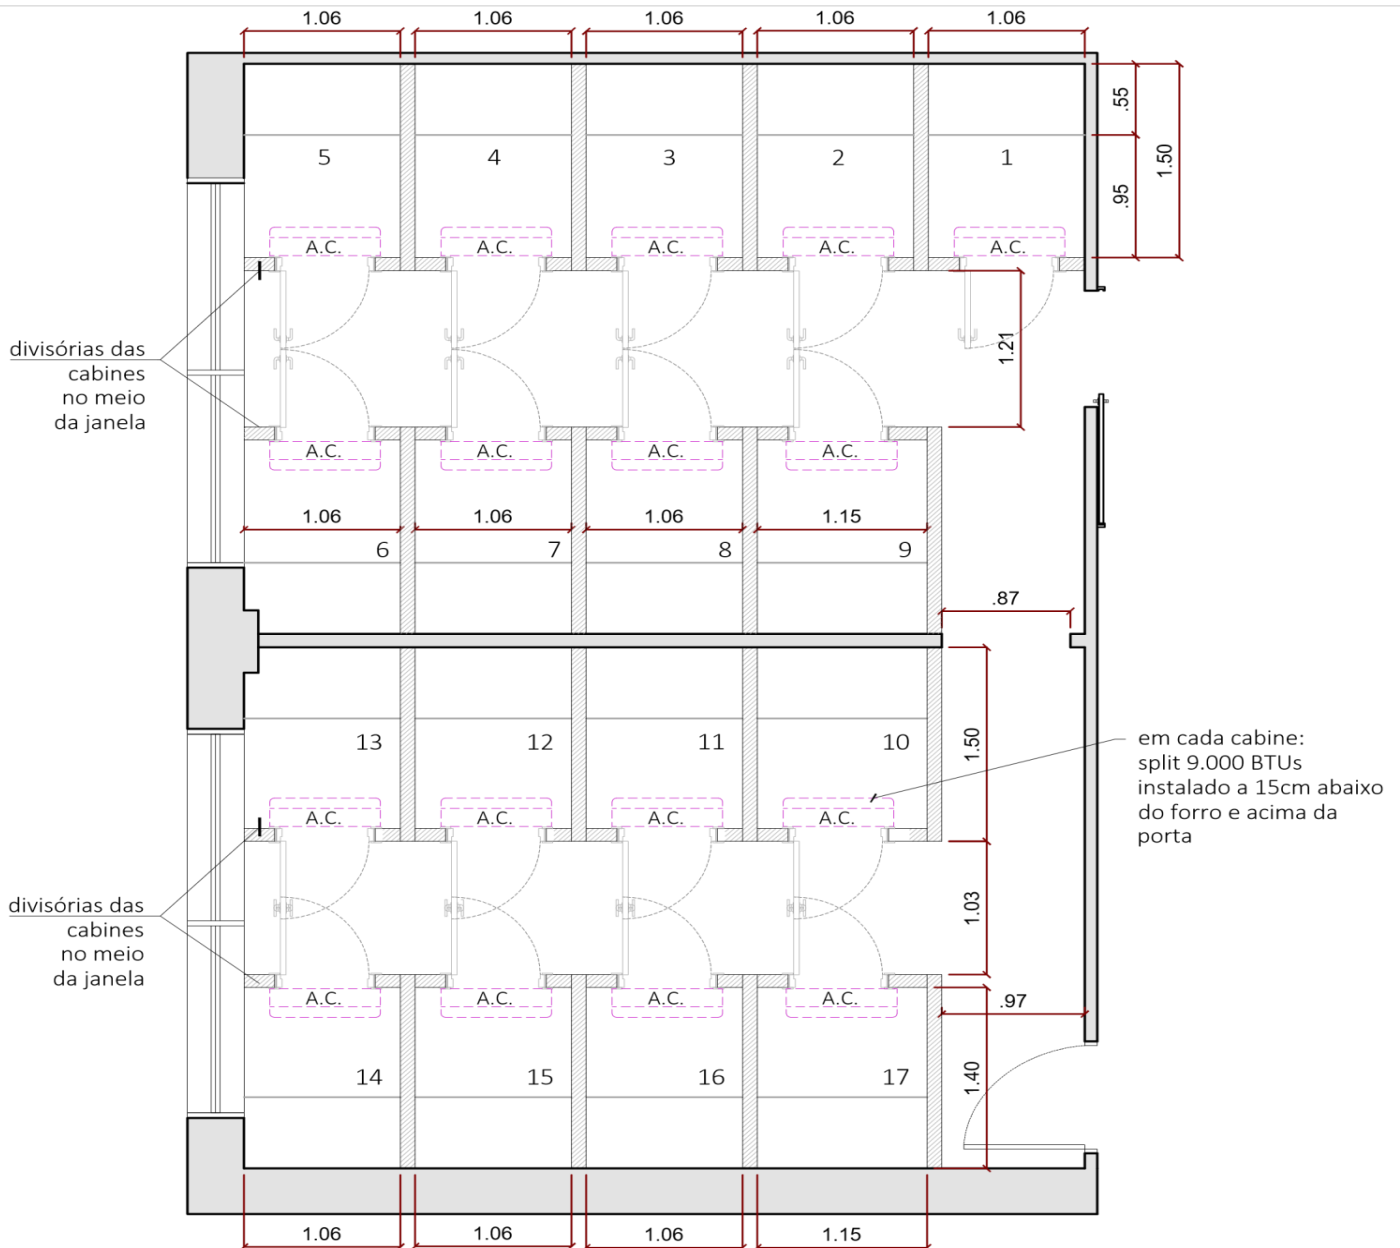 1.06
1.06
1.06
1.06
1.06
.55
1.50
.95
5
4
3
2
1
A.C.
A.C.
A.C.
A.C.
A.C.
1.21
divisórias das
cabines
no meio
da janela
A.C.
A.C.
A.C.
A.C.
1.06
1.06
1.06
1.15
6
7
8
9
.87
13
12
11
10
1.50
em cada cabine:
split 9.000 BTUs
instalado a 15cm abaixo
do forro e acima da
porta
A.C.
A.C.
A.C.
A.C.
1.03
divisórias das
cabines
no meio
da janela
A.C.
A.C.
A.C.
A.C.
.97
14
15
16
17
1.40
1.06
1.06
1.06
1.15